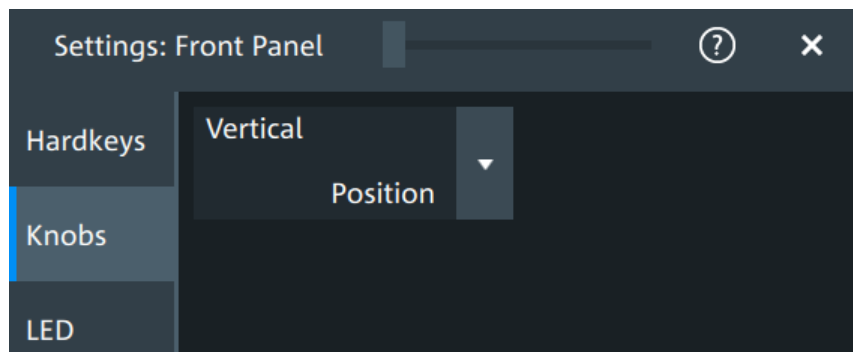 Settings: Front Panel
Hardkeys
Knobs
LED
Vertical
Position